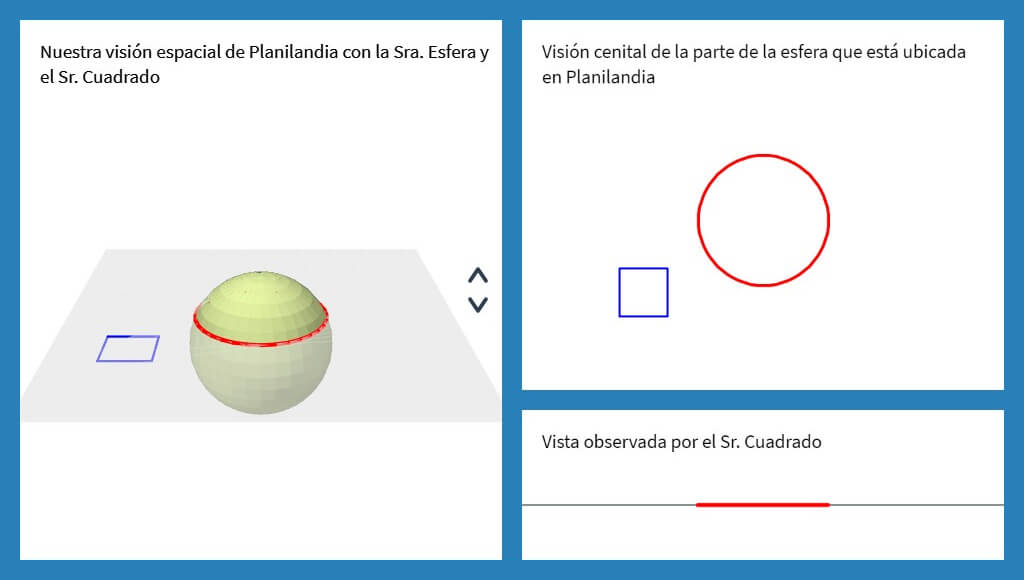 Nuestra visión espacial de Planilandia con la Sra. Esfera y
el Sr. Cuadrado
Visión cenital de la parte de la esfera que está ubicada
en Planilandia
Vista observada por el Sr. Cuadrado